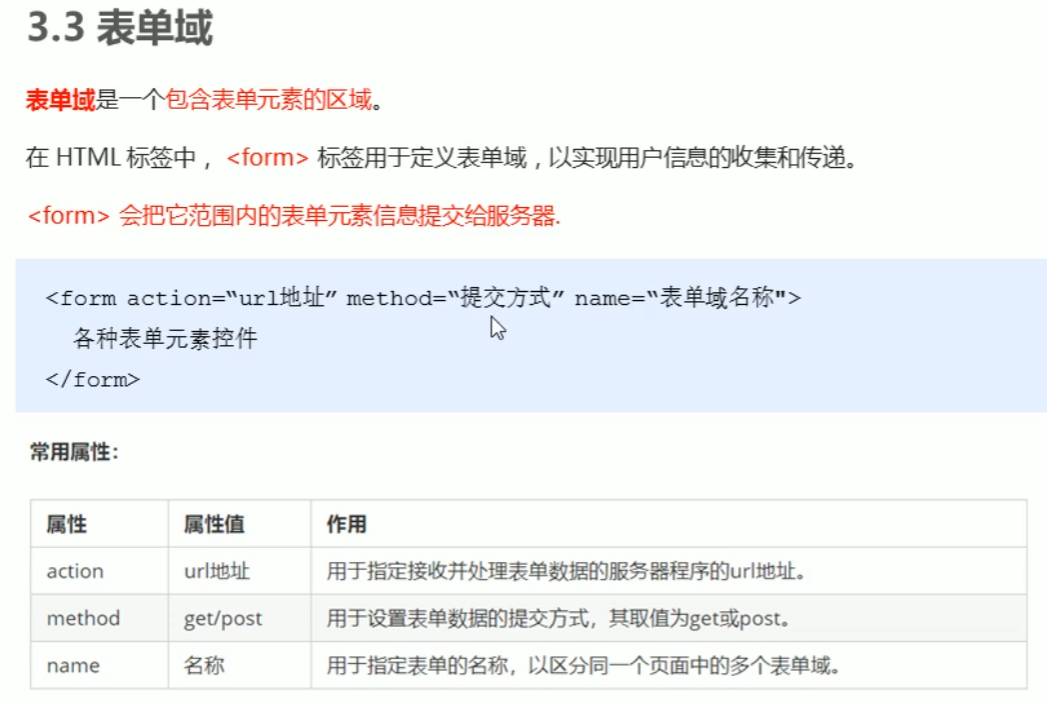 3.3 表单域
表单域是一个包含表单元素的区域。
在 HTML 标签中， <form> 标签用于定义表单域，以实现用户信息的收集和传递。
<form> 会把它范围内的表单元素信息提交给服务器.
<form action=“url地址” method=“提交方式” name=“表单域名称">
各种表单元素控件
</form>
常用属性：
属性 属性值 作用
action url地址 用于指定接收并处理表单数据的服务器程序的url地址。
method get/post 用于设置表单数据的提交方式，其取值为get或post。
name 名称 用于指定表单的名称，以区分同一个页面中的多个表单域。